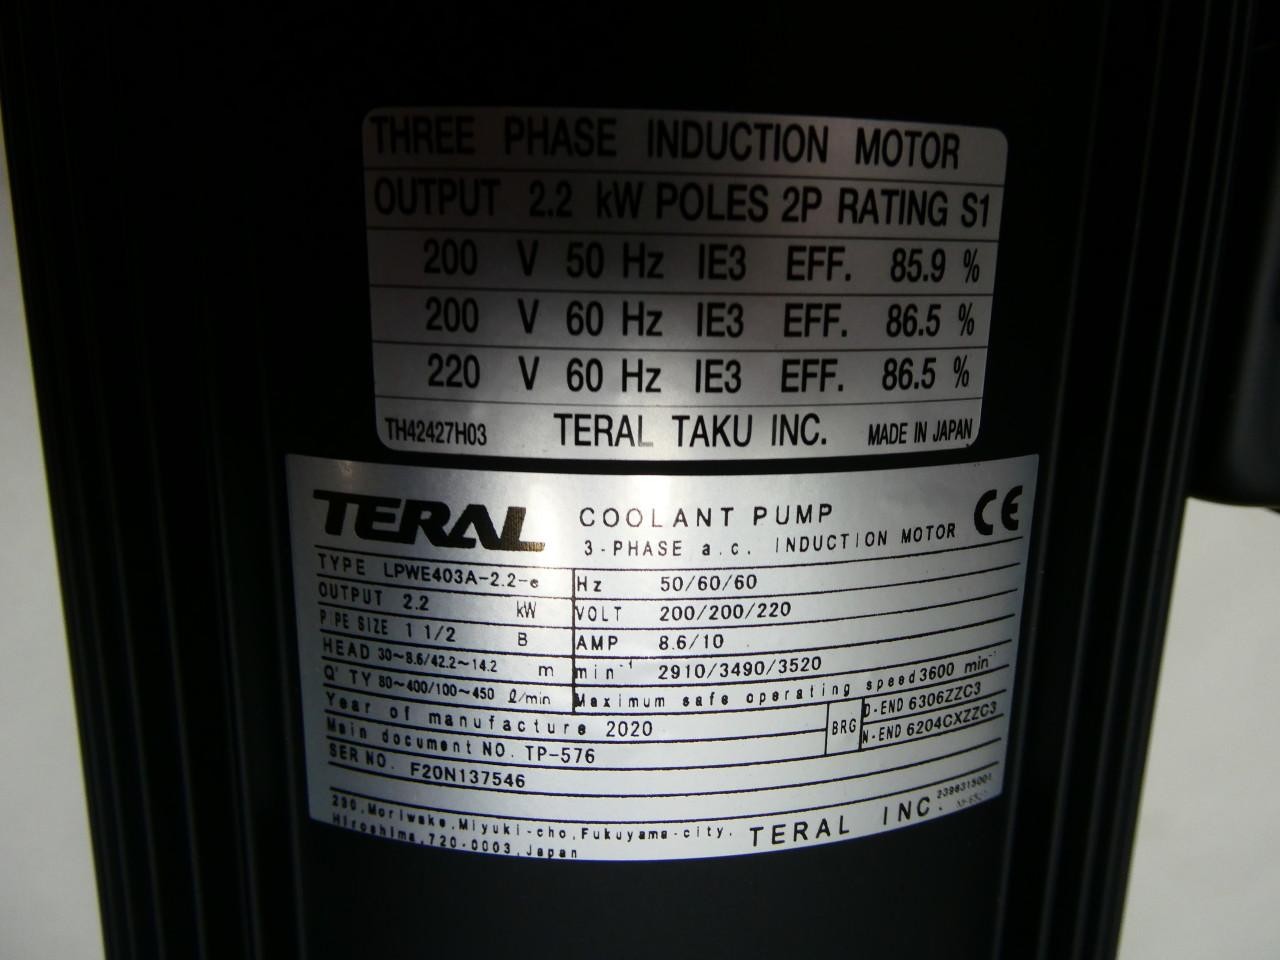 THREE PHASE INDUCTION MOTOR
OUTPUT 2.2 kW POLES 2P RATING S1
200 V 50 Hz IE3 EFF. 85.9 %
200 V 60 Hz IE3 EFF. 86.5 %
220 V 60 Hz IE3 EFF. 86.5 %
TH42427H03 TERAL TAKU INC. MADE IN JAPAN
TERAL COOLANT PUMP CE
3-PHASE a.c. INDUCTION MOTOR
TYPE LPWE403A-2.2-e Hz 50/60/60
OUTPUT 2.2 kW VOLT 200/200/220
PIPE SIZE 1 1/2 B AMP 8.6/10
HEAD 30~8.6/42.2~14.2 m min⁻¹ 2910/3490/3520
Q'TY 80~400/100~450 ℓ/min Maximum safe operating speed 3600 min⁻¹
Year of manufacture 2020 BRG D-END 6306ZZC3
Main document NO. TP-576 N-END 6204CXZZC3
SER NO. F20N137546
230,Moriwake,Miyuki-cho,Fukuyama-city, TERAL INC. 2398315001
Hiroshima,720-0003,Japan